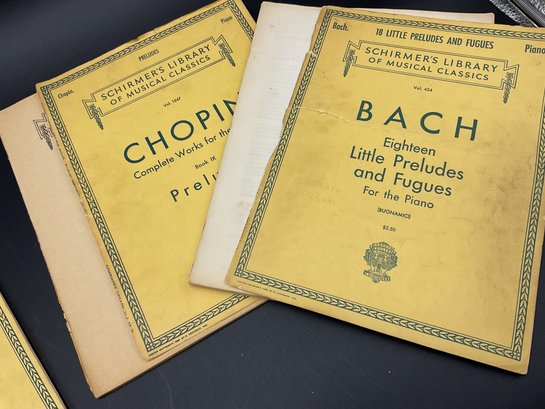 Chopin.
PRELUDES
Piano
SCHIRMER'S LIBRARY
OF MUSICAL CLASSICS
Vol. 1547
CHOPIN
Complete Works for the
Book IX
Prelu
Bach.
18 LITTLE PRELUDES AND FUGUES
Piano
SCHIRMER'S LIBRARY
OF MUSICAL CLASSICS
Vol. 424
BACH
Eighteen
Little Preludes
and Fugues
For the Piano
(BUONAMICI)
$2.50